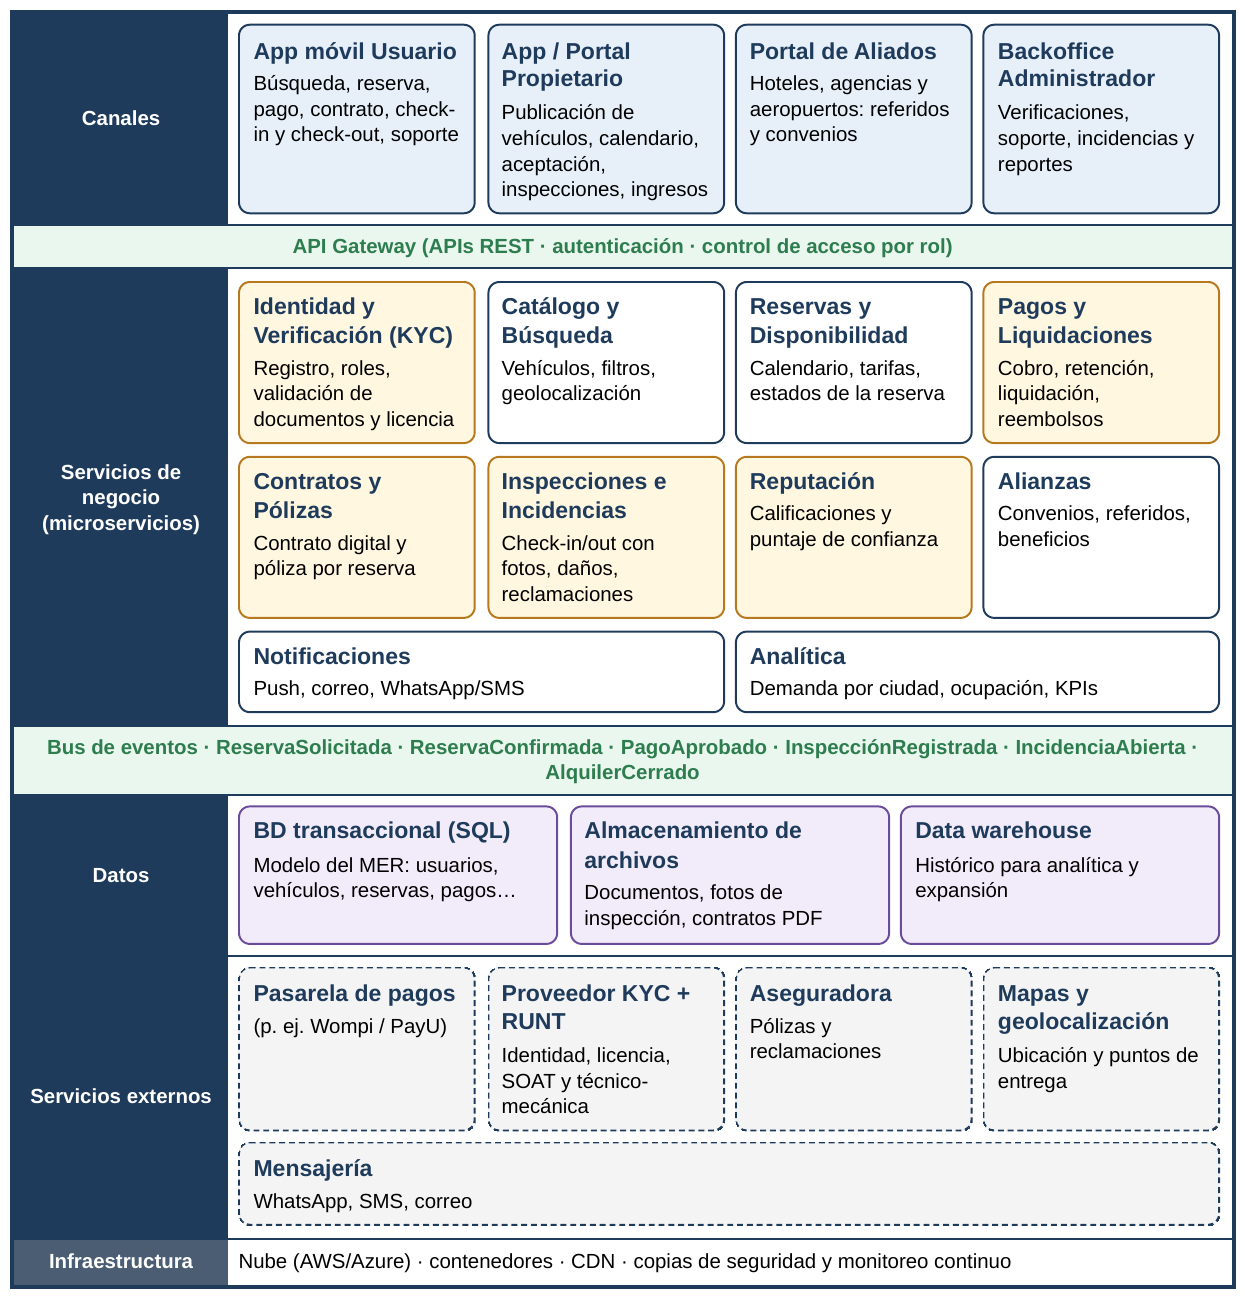 Canales
App móvil Usuario
Búsqueda, reserva,
pago, contrato, check-
in y check-out, soporte
App / Portal
Propietario
Publicación de
vehículos, calendario,
aceptación,
inspecciones, ingresos
Portal de Aliados
Hoteles, agencias y
aeropuertos: referidos
y convenios
Backoffice
Administrador
Verificaciones,
soporte, incidencias y
reportes
API Gateway (APIs REST · autenticación · control de acceso por rol)
Servicios de
negocio
(microservicios)
Identidad y
Verificación (KYC)
Registro, roles,
validación de
documentos y licencia
Catálogo y
Búsqueda
Vehículos, filtros,
geolocalización
Reservas y
Disponibilidad
Calendario, tarifas,
estados de la reserva
Pagos y
Liquidaciones
Cobro, retención,
liquidación,
reembolsos
Contratos y
Pólizas
Contrato digital y
póliza por reserva
Inspecciones e
Incidencias
Check-in/out con
fotos, daños,
reclamaciones
Reputación
Calificaciones y
puntaje de confianza
Alianzas
Convenios, referidos,
beneficios
Notificaciones
Push, correo, WhatsApp/SMS
Analítica
Demanda por ciudad, ocupación, KPIs
Bus de eventos · ReservaSolicitada · ReservaConfirmada · PagoAprobado · InspecciónRegistrada · IncidenciaAbierta ·
AlquilerCerrado
Datos
BD transaccional (SQL)
Modelo del MER: usuarios,
vehículos, reservas, pagos…
Almacenamiento de
archivos
Documentos, fotos de
inspección, contratos PDF
Data warehouse
Histórico para analítica y
expansión
Servicios externos
Pasarela de pagos
(p. ej. Wompi / PayU)
Proveedor KYC +
RUNT
Identidad, licencia,
SOAT y técnico-
mecánica
Aseguradora
Pólizas y
reclamaciones
Mapas y
geolocalización
Ubicación y puntos de
entrega
Mensajería
WhatsApp, SMS, correo
Infraestructura
Nube (AWS/Azure) · contenedores · CDN · copias de seguridad y monitoreo continuo